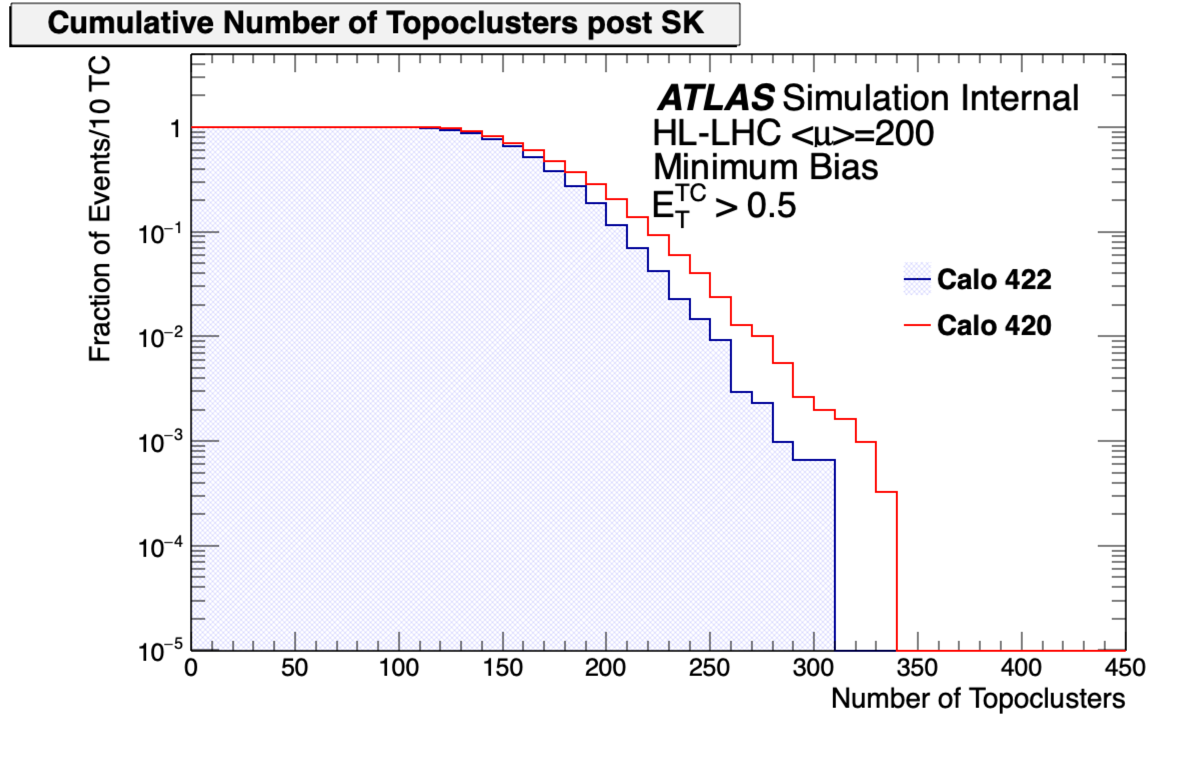 Cumulative Number of Topoclusters post SK
Fraction of Events/10 TC
ATLAS Simulation Internal
HL-LHC <μ>=200
Minimum Bias
E_T^TC > 0.5
Calo 422
Calo 420
1
10⁻¹
10⁻²
10⁻³
10⁻⁴
10⁻⁵
0 50 100 150 200 250 300 350 400 450
Number of Topoclusters